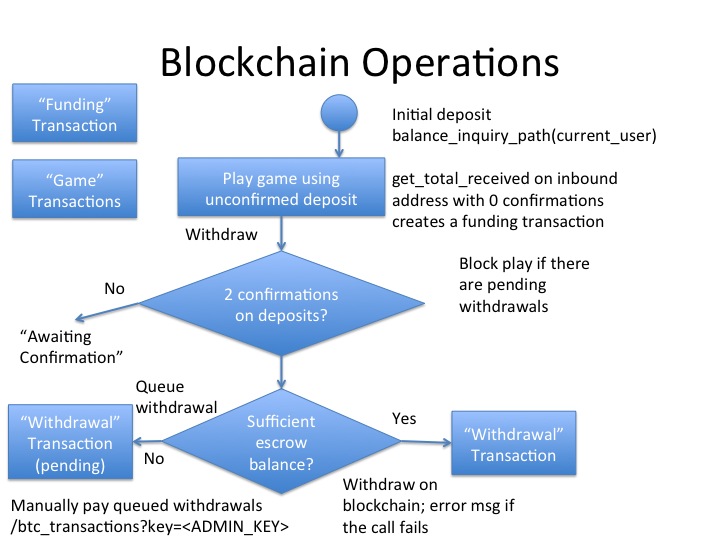 Blockchain Operations
“Funding”
Transaction
Initial deposit
balance_inquiry_path(current_user)
“Game”
Transactions
Play game using
unconfirmed deposit
get_total_received on inbound
address with 0 confirmations
creates a funding transaction
Withdraw
Block play if there
are pending
withdrawals
No
2 confirmations
on deposits?
“Awaiting
Confirmation”
Queue
withdrawal
“Withdrawal”
Transaction
(pending)
No
Sufficient
escrow
balance?
Yes
“Withdrawal”
Transaction
Withdraw on
blockchain; error msg if
the call fails
Manually pay queued withdrawals
/btc_transactions?key=<ADMIN_KEY>